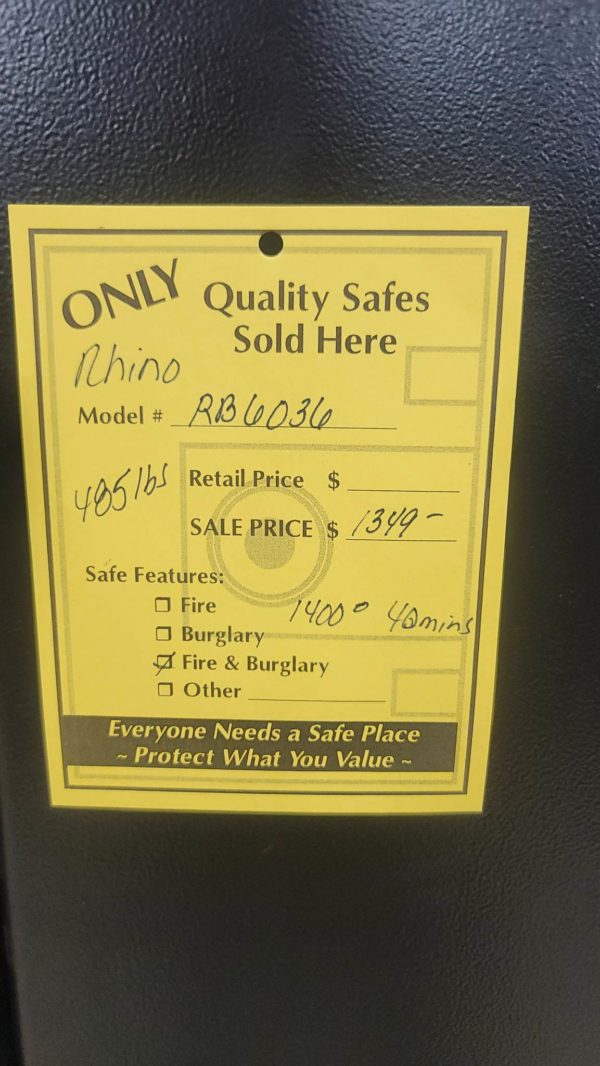 ONLY Quality Safes
Sold Here
Rhino
Model # RB6036
485 lbs
Retail Price $
SALE PRICE $ 1349-
Safe Features:
Fire 1400° 40mins
Burglary
Fire & Burglary
Other
Everyone Needs a Safe Place
~ Protect What You Value ~